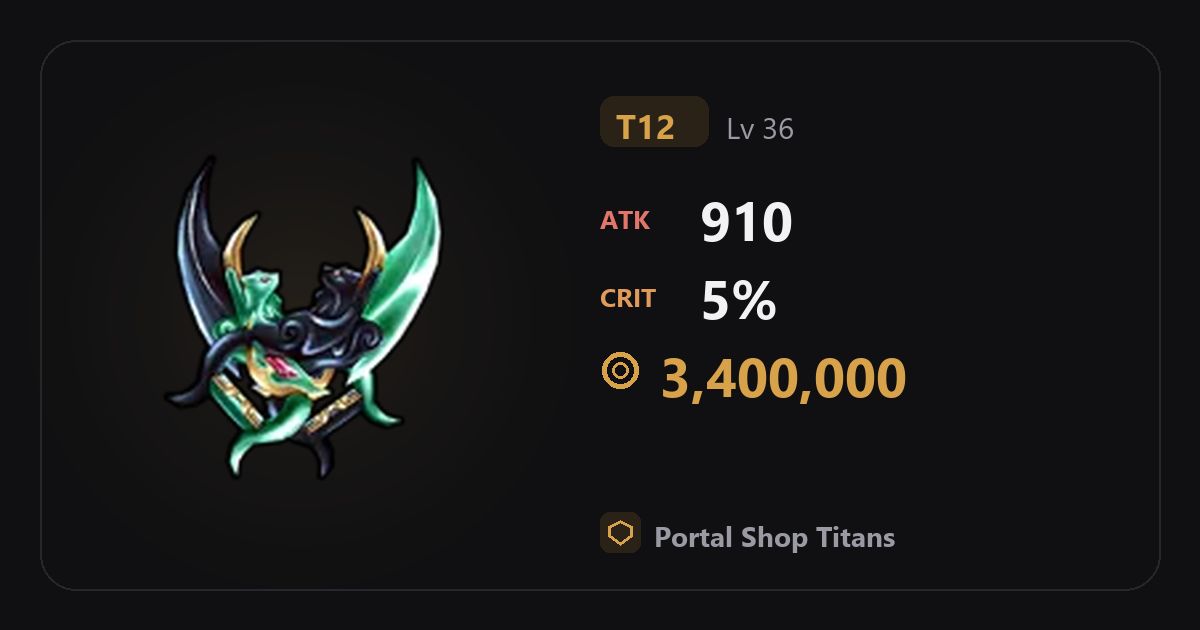 T12 Lv 36
ATK 910
CRIT 5%
3,400,000
Portal Shop Titans